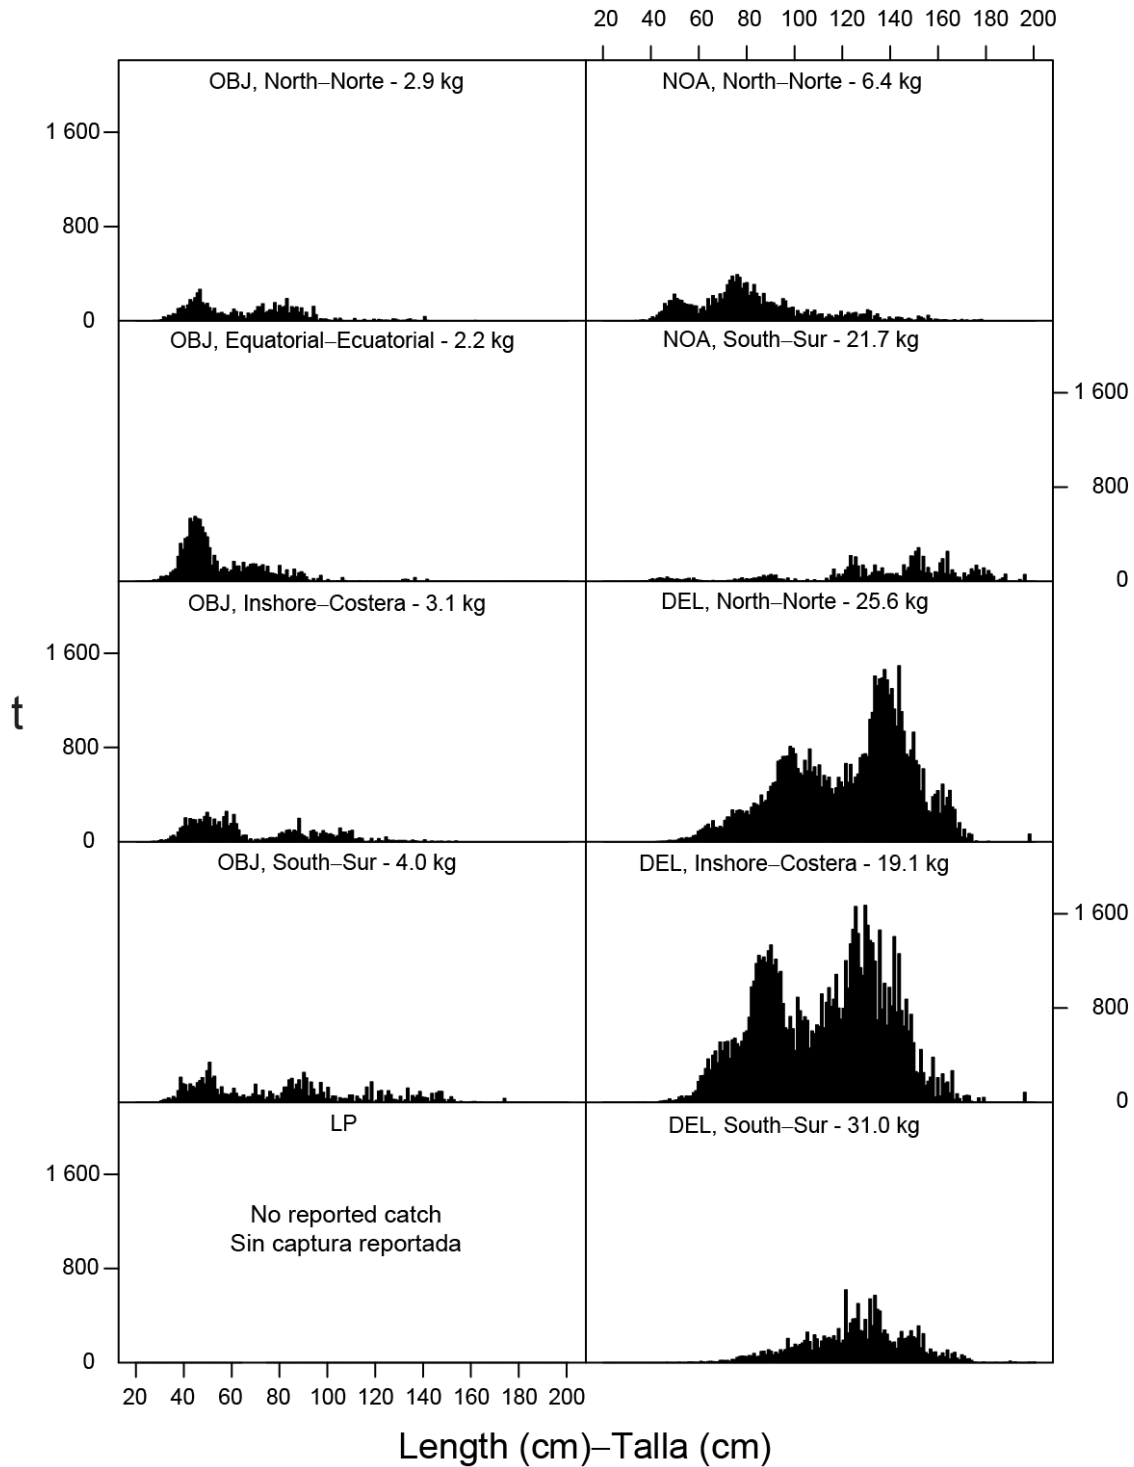 20 40 60 80 100 120 140 160 180 200
OBJ, North–Norte - 2.9 kg
NOA, North–Norte - 6.4 kg
1 600
800
0
OBJ, Equatorial–Ecuatorial - 2.2 kg
NOA, South–Sur - 21.7 kg
1 600
800
0
OBJ, Inshore–Costera - 3.1 kg
DEL, North–Norte - 25.6 kg
1 600
t
800
0
OBJ, South–Sur - 4.0 kg
DEL, Inshore–Costera - 19.1 kg
1 600
800
0
LP
DEL, South–Sur - 31.0 kg
1 600
No reported catch
Sin captura reportada
800
0
20 40 60 80 100 120 140 160 180 200
Length (cm)–Talla (cm)